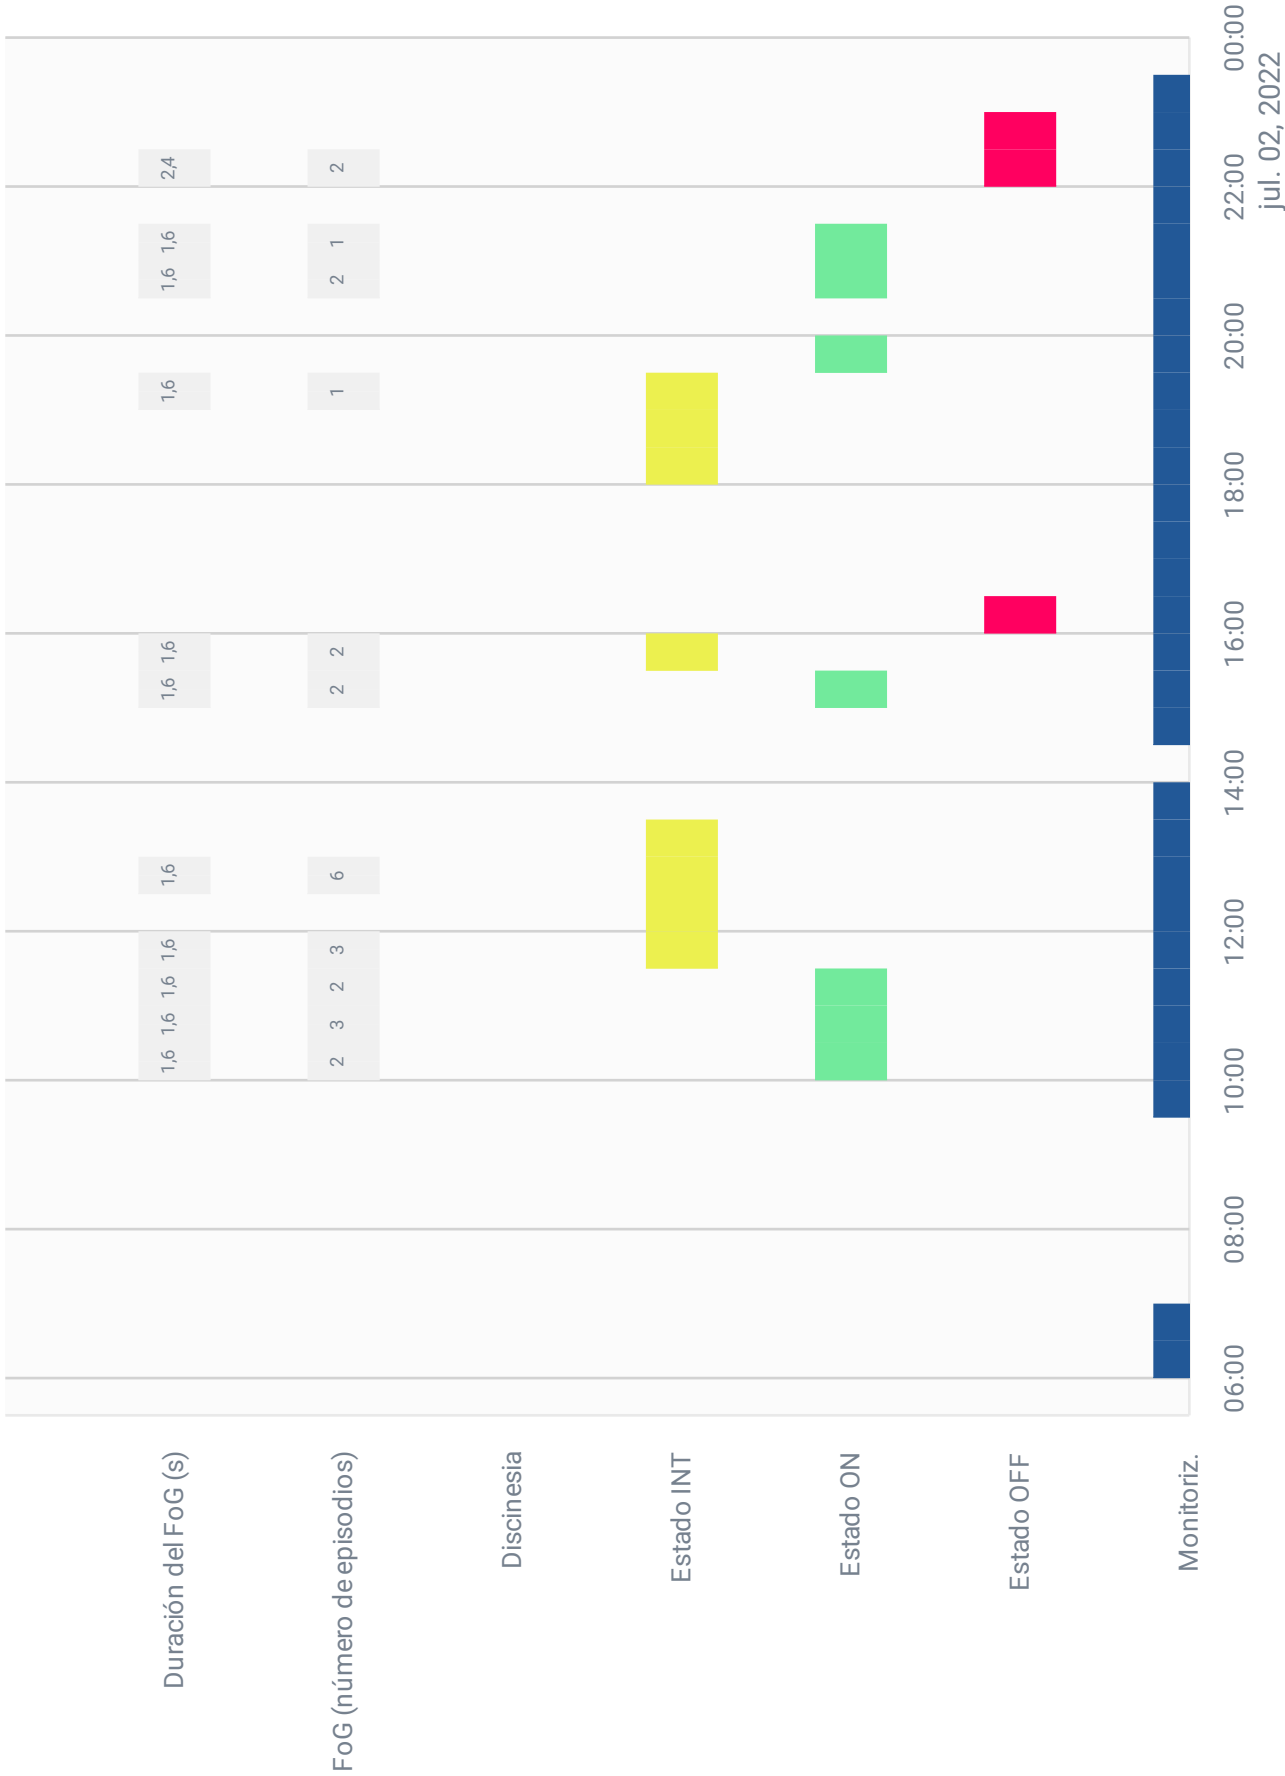 Duración del FoG (s)
1,6 1,6 1,6 1,6 1,6 1,6 1,6 1,6 1,6 1,6 2,4
FoG (número de episodios)
2 3 2 3 6 2 2 1 2 1 2
Discinesia
Estado INT
Estado ON
Estado OFF
Monitoriz.
06:00 08:00 10:00 12:00 14:00 16:00 18:00 20:00 22:00 00:00
jul. 02, 2022